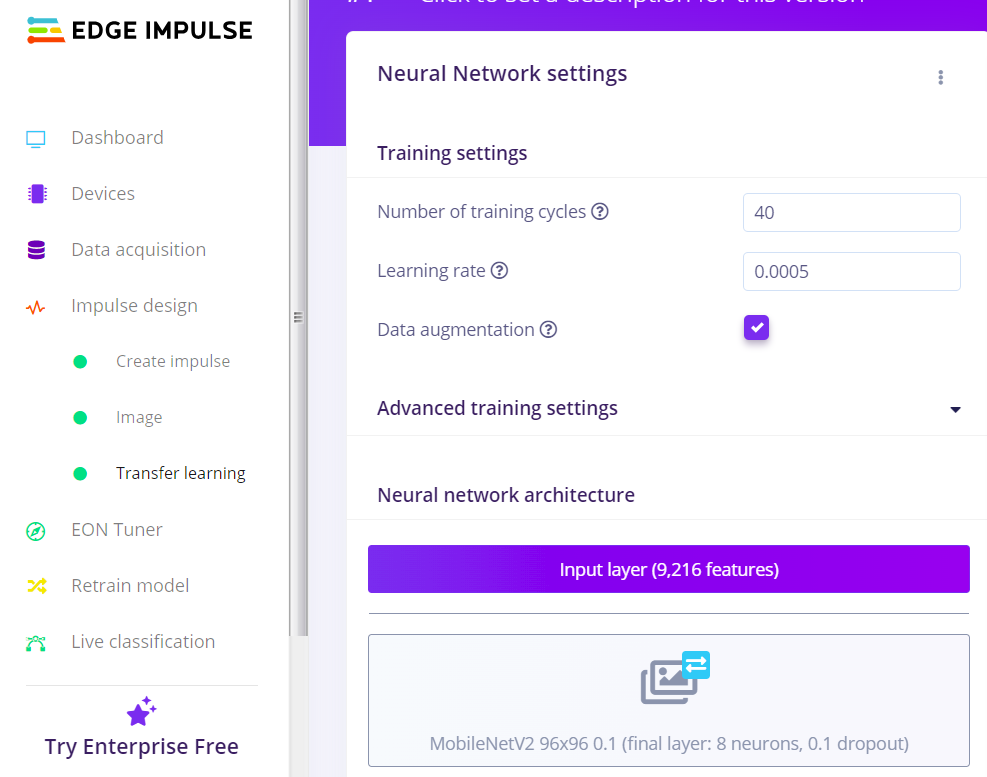 EDGE IMPULSE
Dashboard
Devices
Data acquisition
Impulse design
Create impulse
Image
Transfer learning
EON Tuner
Retrain model
Live classification
Try Enterprise Free
Click to set a description for this version
Neural Network settings
Training settings
Number of training cycles ?
40
Learning rate ?
0.0005
Data augmentation ?
Advanced training settings
Neural network architecture
Input layer (9,216 features)
MobileNetV2 96x96 0.1 (final layer: 8 neurons, 0.1 dropout)